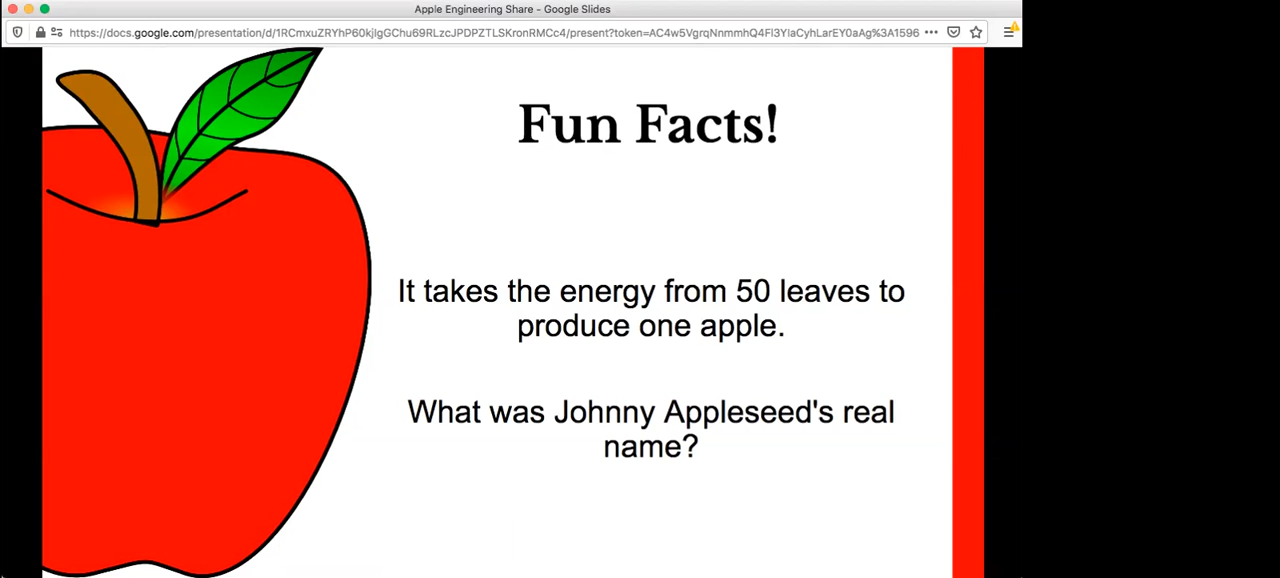 Apple Engineering Share - Google Slides
https://docs.google.com/presentation/d/1RCmxuZRYhP60kjIgGChu69RLzcJPDPZTLSKronRMCc4/present?token=AC4w5VgrqNnmmhQ4Fl3YlaCyhLarEY0aAg%3A1596
Fun Facts!
It takes the energy from 50 leaves to
produce one apple.
What was Johnny Appleseed's real
name?